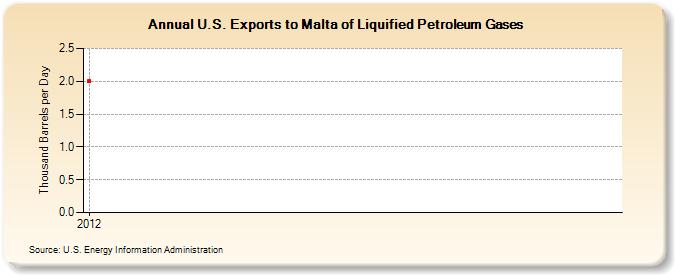 Annual U.S. Exports to Malta of Liquified Petroleum Gases
Thousand Barrels per Day
2.5
2.0
1.5
1.0
0.5
0.0
2012
Source: U.S. Energy Information Administration